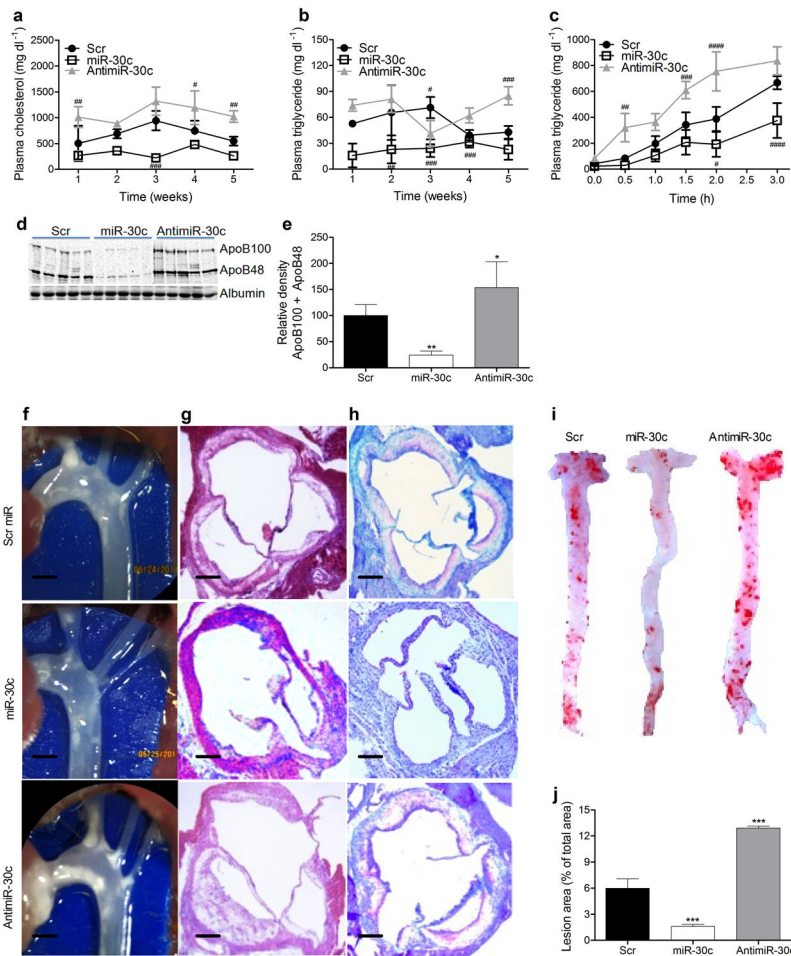 a
Plasma cholesterol (mg dl⁻¹)
2500
2000
1500
1000
500
0
Scr
miR-30c
AntimiR-30c
##
#
##
###
1 2 3 4 5
Time (weeks)
b
Plasma triglyceride (mg dl⁻¹)
150
120
90
60
30
0
Scr
miR-30c
AntimiR-30c
#
###
##
###
###
1 2 3 4 5
Time (weeks)
c
Plasma triglyceride (mg dl⁻¹)
1000
800
600
400
200
0
Scr
miR-30c
AntimiR-30c
##
###
####
#
####
0.0 0.5 1.0 1.5 2.0 3.0
Time (h)
d
Scr miR-30c AntimiR-30c
ApoB100
ApoB48
Albumin
e
Relative density
ApoB100 + ApoB48
250
200
150
100
50
0
**
*
Scr miR-30c AntimiR-30c
f g h
Scr miR
miR-30c
AntimiR-30c
i
Scr miR-30c AntimiR-30c
j
Lesion area (% of total area)
15
12
9
6
3
0
***
***
Scr miR-30c AntimiR-30c